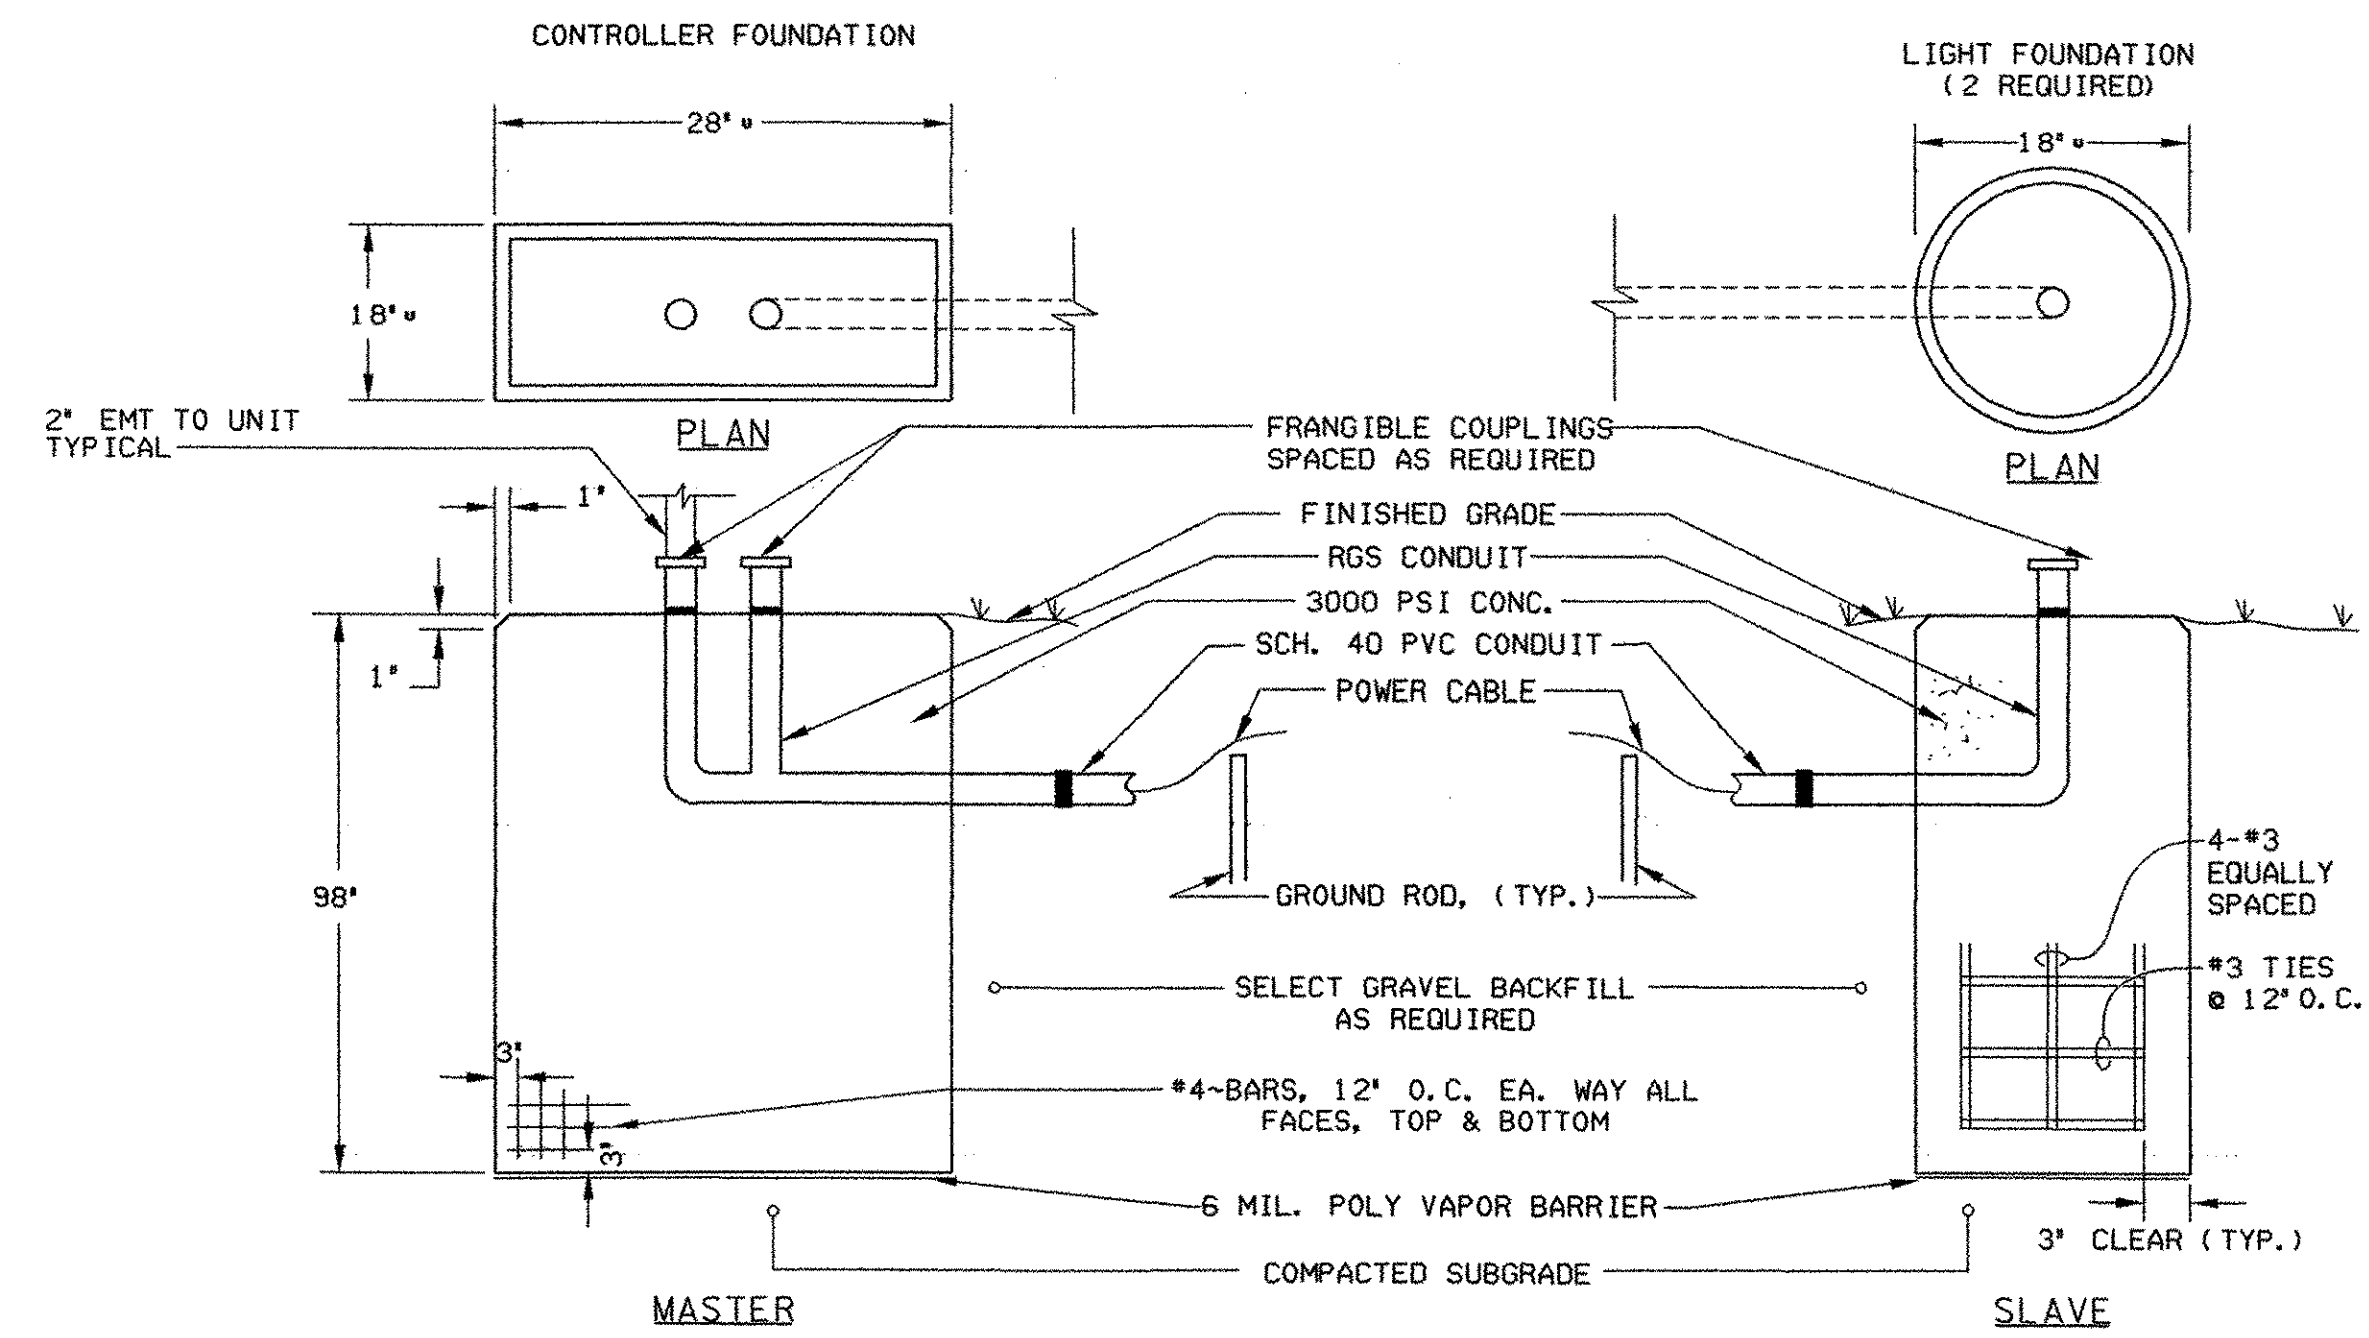 CONTROLLER FOUNDATION
28"
18"
PLAN
LIGHT FOUNDATION
(2 REQUIRED)
18"
PLAN
2" EMT TO UNIT
TYPICAL
1"
1"
98"
3"
3"
FRANGIBLE COUPLINGS
SPACED AS REQUIRED
FINISHED GRADE
RGS CONDUIT
3000 PSI CONC.
SCH. 40 PVC CONDUIT
POWER CABLE
GROUND ROD, (TYP.)
SELECT GRAVEL BACKFILL
AS REQUIRED
#4~BARS, 12" O.C. EA. WAY ALL
FACES, TOP & BOTTOM
6 MIL. POLY VAPOR BARRIER
COMPACTED SUBGRADE
4-#3
EQUALLY
SPACED
#3 TIES
@ 12" O.C.
3" CLEAR (TYP.)
MASTER
SLAVE